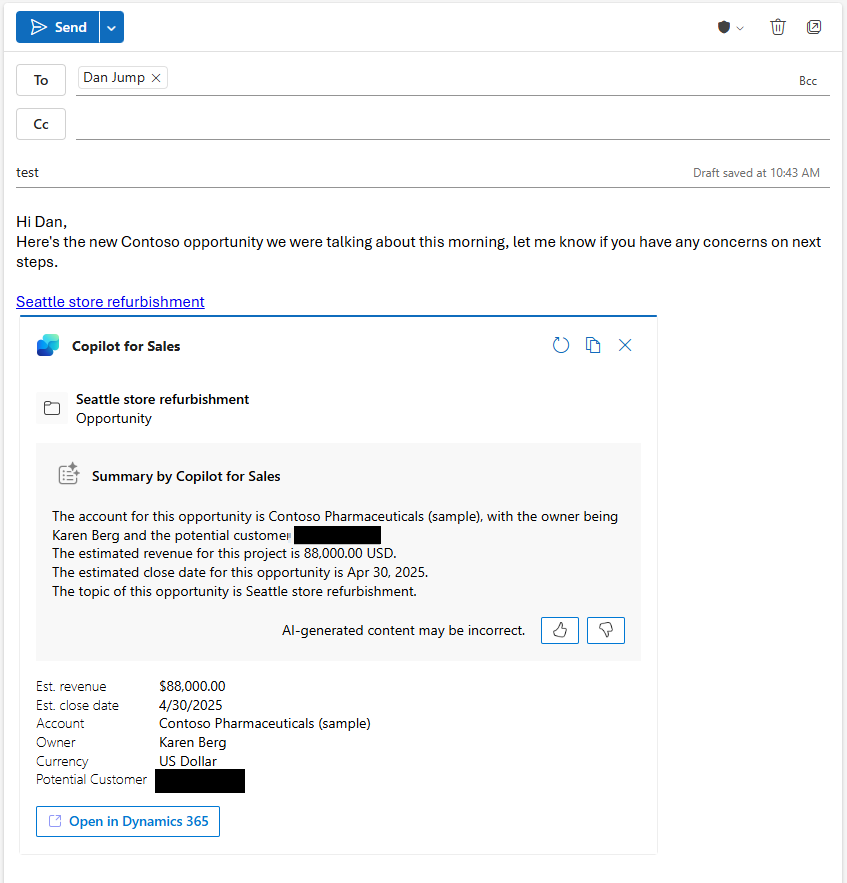 Send
To
Dan Jump
Bcc
Cc
test
Draft saved at 10:43 AM
Hi Dan,
Here's the new Contoso opportunity we were talking about this morning, let me know if you have any concerns on next
steps.
Seattle store refurbishment
Copilot for Sales
Seattle store refurbishment
Opportunity
Summary by Copilot for Sales
The account for this opportunity is Contoso Pharmaceuticals (sample), with the owner being
Karen Berg and the potential customer
The estimated revenue for this project is 88,000.00 USD.
The estimated close date for this opportunity is Apr 30, 2025.
The topic of this opportunity is Seattle store refurbishment.
AI-generated content may be incorrect.
Est. revenue $88,000.00
Est. close date 4/30/2025
Account Contoso Pharmaceuticals (sample)
Owner Karen Berg
Currency US Dollar
Potential Customer
Open in Dynamics 365